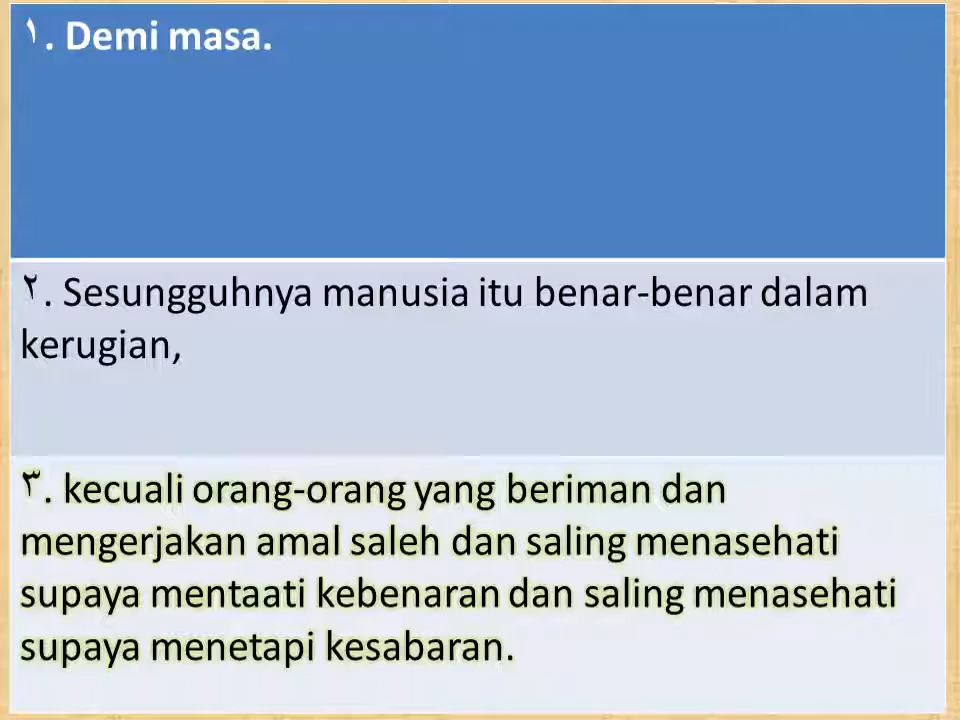 ١. Demi masa.
٢. Sesungguhnya manusia itu benar-benar dalam
kerugian,
٣. kecuali orang-orang yang beriman dan
mengerjakan amal saleh dan saling menasehati
supaya mentaati kebenaran dan saling menasehati
supaya menetapi kesabaran.